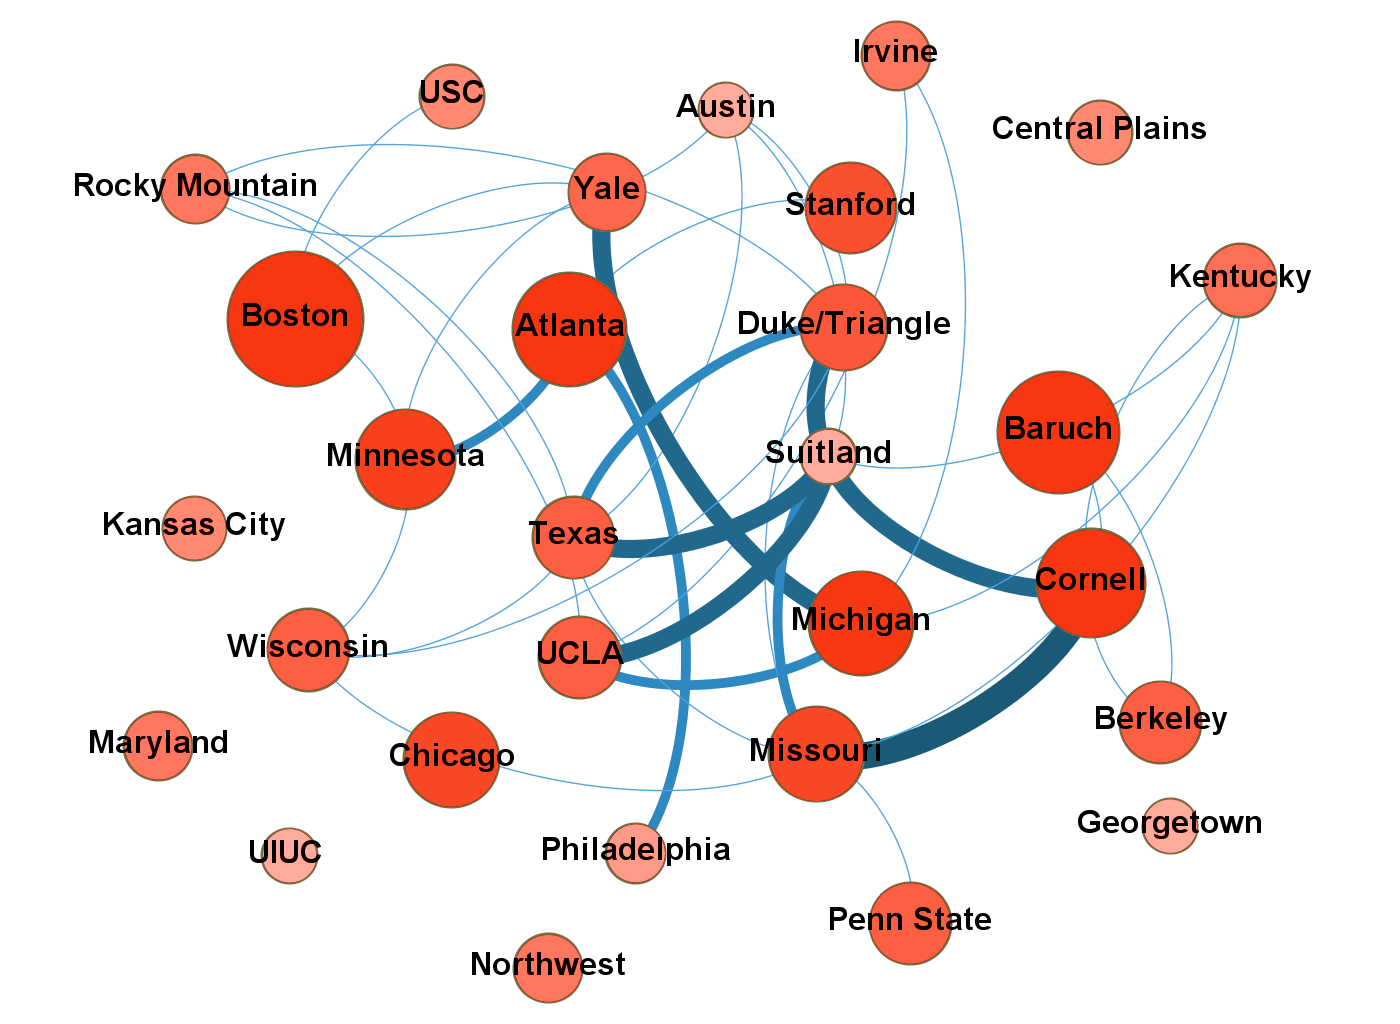 Irvine
USC
Austin
Central Plains
Rocky Mountain
Yale
Stanford
Kentucky
Boston
Atlanta
Duke/Triangle
Baruch
Minnesota
Suitland
Kansas City
Texas
Cornell
Michigan
Wisconsin
UCLA
Berkeley
Maryland
Chicago
Missouri
Georgetown
UIUC
Philadelphia
Penn State
Northwest